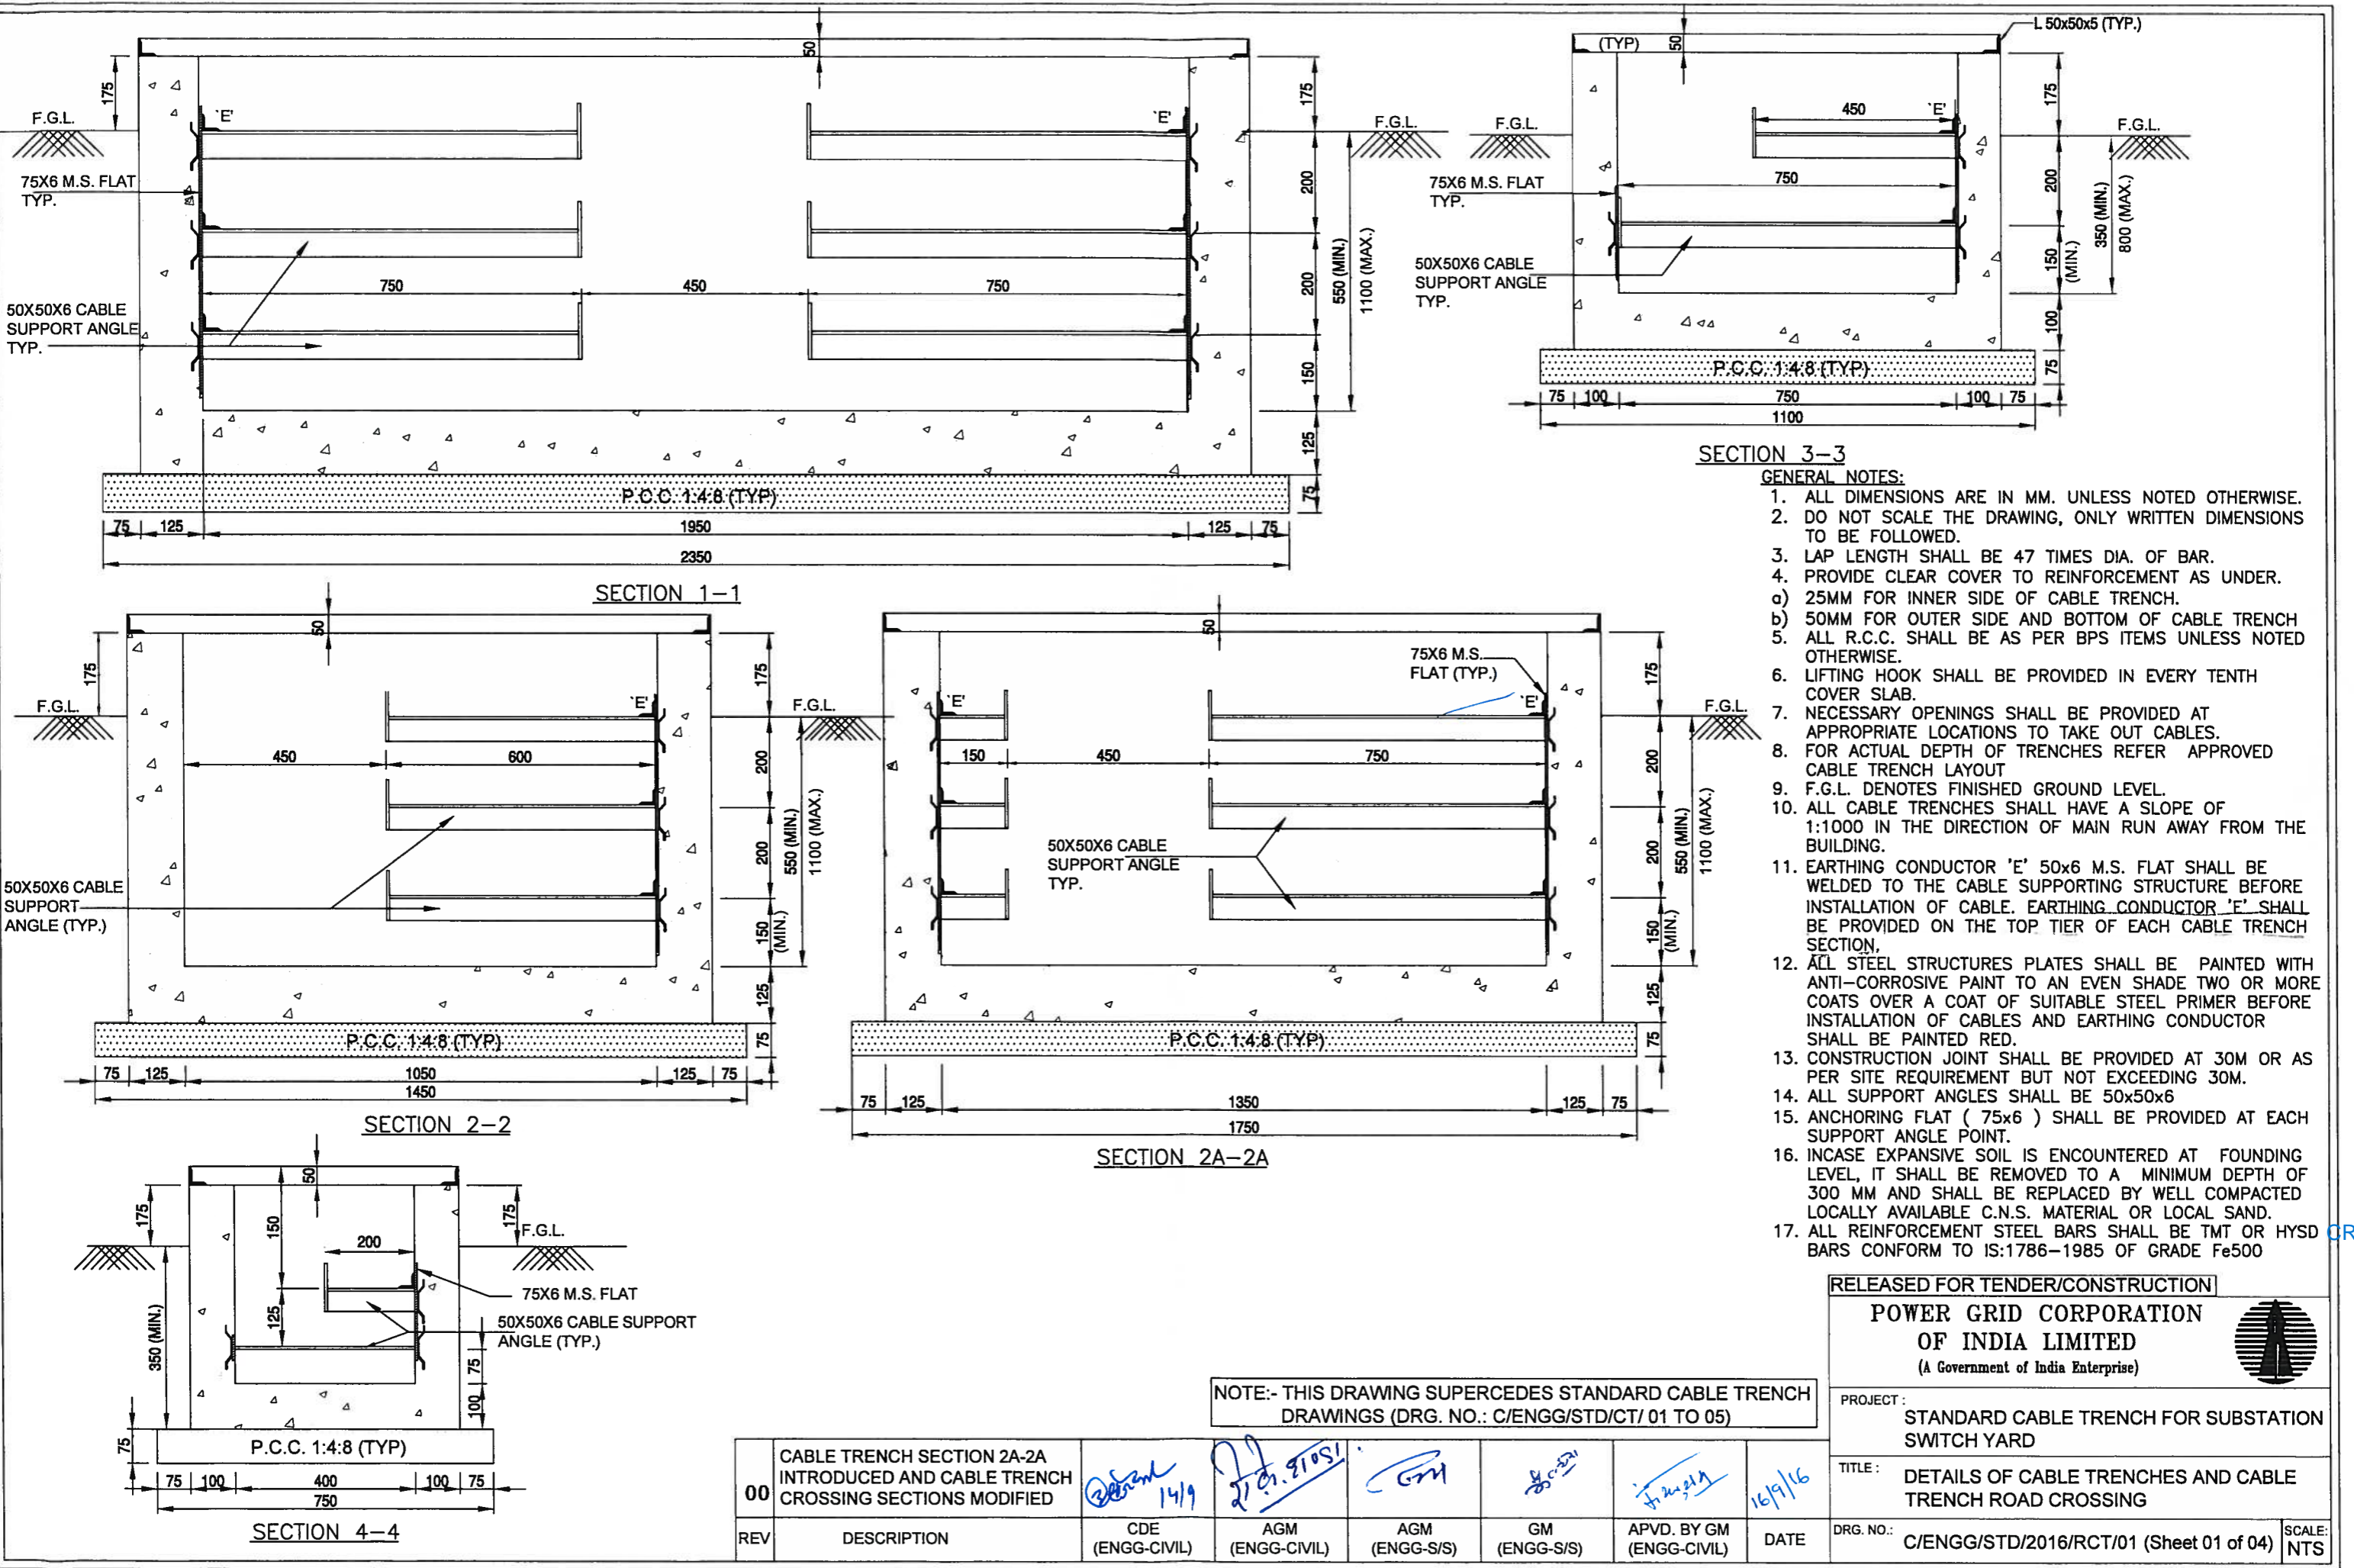 50
175
F.G.L.
'E'
'E'
75X6 M.S. FLAT
TYP.
50X50X6 CABLE
SUPPORT ANGLE
TYP.
750
450
750
175
200
200
150
125
75
F.G.L.
550 (MIN.)
1100 (MAX.)
P.C.C. 1:4:8 (TYP)
75
125
1950
125
75
2350
SECTION 1-1
L 50x50x5 (TYP.)
(TYP)
50
F.G.L.
450
'E'
175
F.G.L.
75X6 M.S. FLAT
TYP.
750
200
350 (MIN.)
800 (MAX.)
50X50X6 CABLE
SUPPORT ANGLE
TYP.
150
(MIN.)
100
P.C.C. 1:4:8 (TYP)
75
75
100
750
100
75
1100
SECTION 3-3
GENERAL NOTES:
1. ALL DIMENSIONS ARE IN MM. UNLESS NOTED OTHERWISE.
2. DO NOT SCALE THE DRAWING, ONLY WRITTEN DIMENSIONS
TO BE FOLLOWED.
3. LAP LENGTH SHALL BE 47 TIMES DIA. OF BAR.
4. PROVIDE CLEAR COVER TO REINFORCEMENT AS UNDER.
a) 25MM FOR INNER SIDE OF CABLE TRENCH.
b) 50MM FOR OUTER SIDE AND BOTTOM OF CABLE TRENCH
5. ALL R.C.C. SHALL BE AS PER BPS ITEMS UNLESS NOTED
OTHERWISE.
6. LIFTING HOOK SHALL BE PROVIDED IN EVERY TENTH
COVER SLAB.
7. NECESSARY OPENINGS SHALL BE PROVIDED AT
APPROPRIATE LOCATIONS TO TAKE OUT CABLES.
8. FOR ACTUAL DEPTH OF TRENCHES REFER APPROVED
CABLE TRENCH LAYOUT
9. F.G.L. DENOTES FINISHED GROUND LEVEL.
10. ALL CABLE TRENCHES SHALL HAVE A SLOPE OF
1:1000 IN THE DIRECTION OF MAIN RUN AWAY FROM THE
BUILDING.
11. EARTHING CONDUCTOR 'E' 50x6 M.S. FLAT SHALL BE
WELDED TO THE CABLE SUPPORTING STRUCTURE BEFORE
INSTALLATION OF CABLE. EARTHING CONDUCTOR 'E' SHALL
BE PROVIDED ON THE TOP TIER OF EACH CABLE TRENCH
SECTION.
12. ALL STEEL STRUCTURES PLATES SHALL BE PAINTED WITH
ANTI-CORROSIVE PAINT TO AN EVEN SHADE TWO OR MORE
COATS OVER A COAT OF SUITABLE STEEL PRIMER BEFORE
INSTALLATION OF CABLES AND EARTHING CONDUCTOR
SHALL BE PAINTED RED.
13. CONSTRUCTION JOINT SHALL BE PROVIDED AT 30M OR AS
PER SITE REQUIREMENT BUT NOT EXCEEDING 30M.
14. ALL SUPPORT ANGLES SHALL BE 50x50x6
15. ANCHORING FLAT ( 75x6 ) SHALL BE PROVIDED AT EACH
SUPPORT ANGLE POINT.
16. INCASE EXPANSIVE SOIL IS ENCOUNTERED AT FOUNDING
LEVEL, IT SHALL BE REMOVED TO A MINIMUM DEPTH OF
300 MM AND SHALL BE REPLACED BY WELL COMPACTED
LOCALLY AVAILABLE C.N.S. MATERIAL OR LOCAL SAND.
17. ALL REINFORCEMENT STEEL BARS SHALL BE TMT OR HYSD CR
BARS CONFORM TO IS:1786-1985 OF GRADE Fe500
50
175
F.G.L.
'E'
175
F.G.L.
450
600
200
200
550 (MIN.)
1100 (MAX.)
50X50X6 CABLE
SUPPORT
ANGLE (TYP.)
150
(MIN.)
125
P.C.C. 1:4:8 (TYP)
75
75
125
1050
125
75
1450
SECTION 2-2
50
75X6 M.S.
FLAT (TYP.)
'E'
'E'
175
F.G.L.
150
450
750
200
50X50X6 CABLE
SUPPORT ANGLE
TYP.
200
550 (MIN.)
1100 (MAX.)
150
(MIN.)
125
P.C.C. 1:4:8 (TYP)
75
75
125
1350
125
75
1750
SECTION 2A-2A
50
175
150
175
F.G.L.
200
75X6 M.S. FLAT
125
50X50X6 CABLE SUPPORT
ANGLE (TYP.)
350 (MIN.)
75
100
P.C.C. 1:4:8 (TYP)
75
75
100
400
100
75
750
SECTION 4-4
NOTE:- THIS DRAWING SUPERCEDES STANDARD CABLE TRENCH
DRAWINGS (DRG. NO.: C/ENGG/STD/CT/ 01 TO 05)
00
CABLE TRENCH SECTION 2A-2A
INTRODUCED AND CABLE TRENCH
CROSSING SECTIONS MODIFIED
14/9
16/9/16
REV
DESCRIPTION
CDE
(ENGG-CIVIL)
AGM
(ENGG-CIVIL)
AGM
(ENGG-S/S)
GM
(ENGG-S/S)
APVD. BY GM
(ENGG-CIVIL)
DATE
RELEASED FOR TENDER/CONSTRUCTION
POWER GRID CORPORATION
OF INDIA LIMITED
(A Government of India Enterprise)
PROJECT :
STANDARD CABLE TRENCH FOR SUBSTATION
SWITCH YARD
TITLE :
DETAILS OF CABLE TRENCHES AND CABLE
TRENCH ROAD CROSSING
DRG. NO.:
C/ENGG/STD/2016/RCT/01 (Sheet 01 of 04)
SCALE:
NTS